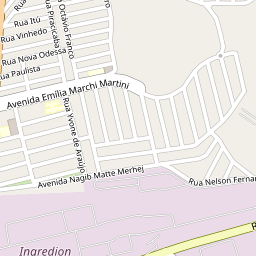 Rua Itú
Rua Vinhedo
Rua Piracicaba
Rua Octávio Franco
Rua Nova Odessa
Rua Paulista
Avenida Emília Marchi Martini
Rua Yvone de Araújo
Avenida Nagib Matte Merhej
Rua Nelson Fernan
Ingredion